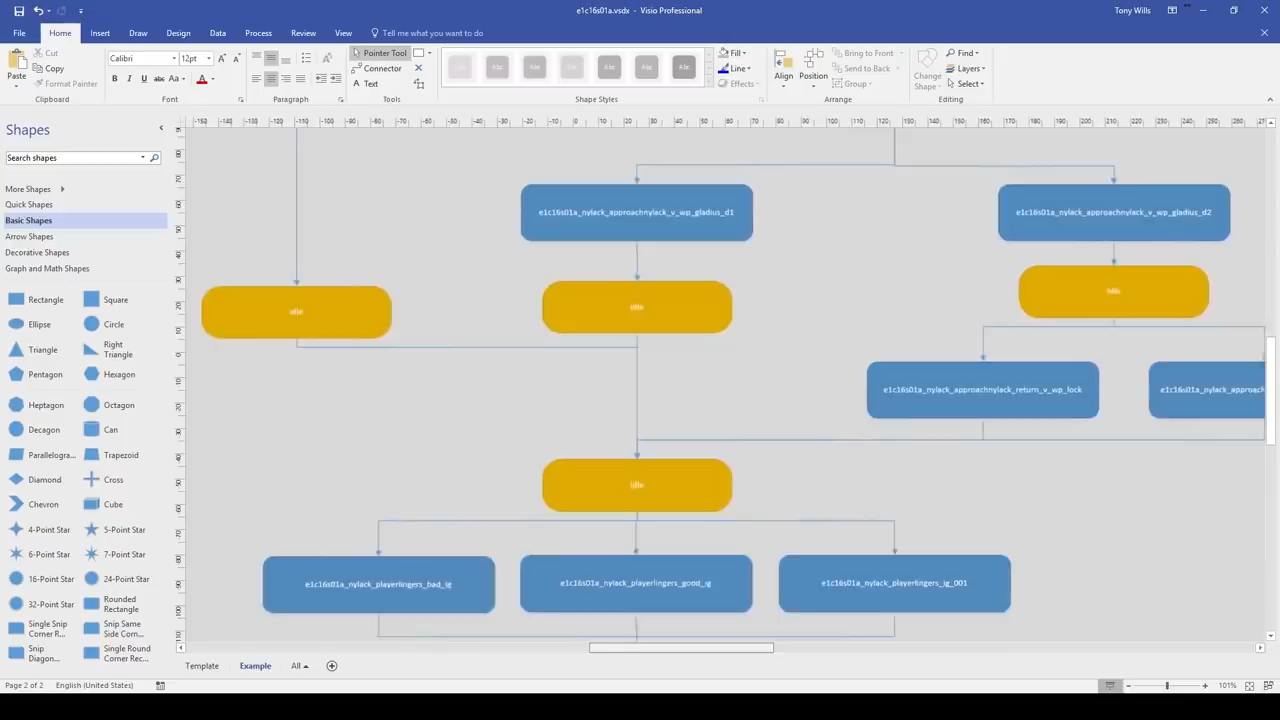 e1c16s01a.vsdx - Visio Professional
Tony Wills
File
Home
Insert
Draw
Design
Data
Process
Review
View
Tell me what you want to do
Paste
Cut
Copy
Format Painter
Clipboard
Calibri
12pt
B
I
U
abc
Aa
A
Font
Paragraph
Pointer Tool
Connector
Text
Tools
Abc
Abc
Abc
Abc
Abc
Abc
Fill
Line
Effects
Shape Styles
Align
Position
Bring to Front
Send to Back
Group
Arrange
Change
Shape
Find
Layers
Select
Editing
Shapes
Search shapes
More Shapes
Quick Shapes
Basic Shapes
Arrow Shapes
Decorative Shapes
Graph and Math Shapes
Rectangle
Square
Ellipse
Circle
Triangle
Right
Triangle
Pentagon
Hexagon
Heptagon
Octagon
Decagon
Can
Parallelogra...
Trapezoid
Diamond
Cross
Chevron
Cube
4-Point Star
5-Point Star
6-Point Star
7-Point Star
16-Point Star
24-Point Star
32-Point Star
Rounded
Rectangle
Single Snip
Corner R...
Snip Same
Side Corn...
Snip
Diagon...
Single Round
Corner Rec...
e1c16s01a_nylack_approachnylack_v_wp_gladius_d1
e1c16s01a_nylack_approachnylack_v_wp_gladius_d2
Idle
Idle
Idle
e1c16s01a_nylack_approachnylack_return_v_wp_lock
e1c16s01a_nylack_approach
Idle
e1c16s01a_nylack_playerfingers_bad_ig
e1c16s01a_nylack_playerfingers_good_ig
e1c16s01a_nylack_playerfingers_ig_001
Template
Example
All
Page 2 of 2
English (United States)
101%